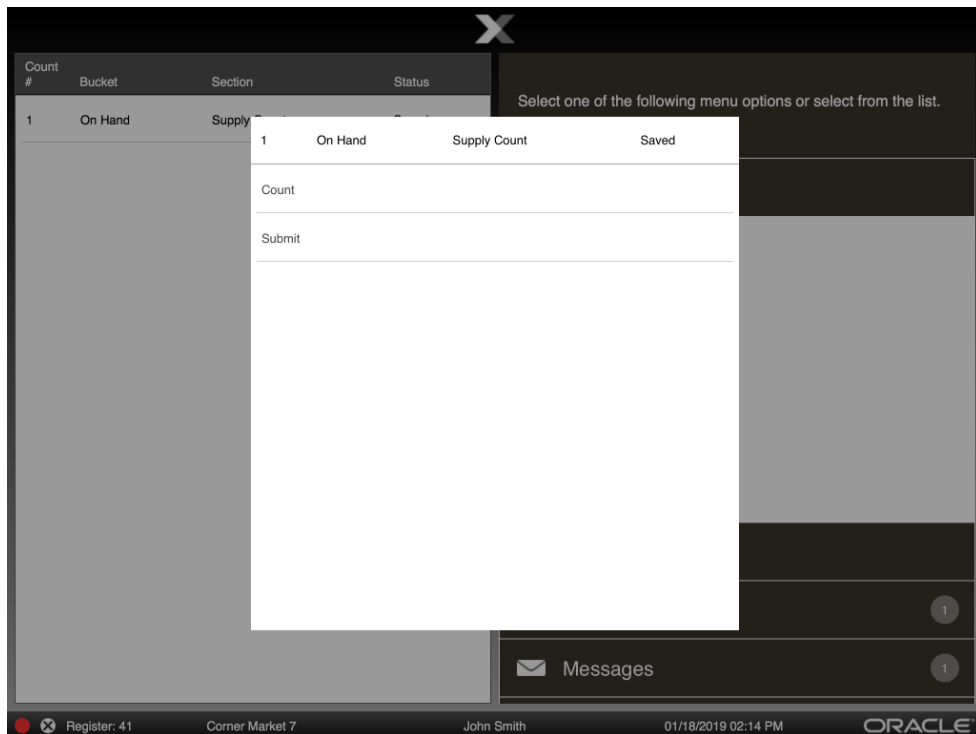 Count
# Bucket Section Status
1 On Hand Supply
Select one of the following menu options or select from the list.
1 On Hand Supply Count Saved
Count
Submit
1
Messages 1
Register: 41 Corner Market 7 John Smith 01/18/2019 02:14 PM ORACLE